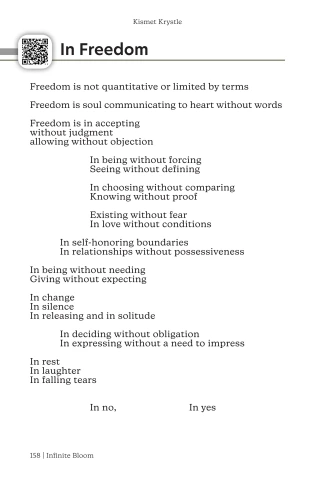 Kismet Krystle
In Freedom
Freedom is not quantitative or limited by terms
Freedom is soul communicating to heart without words
Freedom is in accepting
without judgment
allowing without objection
In being without forcing
Seeing without defining
In choosing without comparing
Knowing without proof
Existing without fear
In love without conditions
In self-honoring boundaries
In relationships without possessiveness
In being without needing
Giving without expecting
In change
In silence
In releasing and in solitude
In deciding without obligation
In expressing without a need to impress
In rest
In laughter
In falling tears
In no, In yes
158 | Infinite Bloom